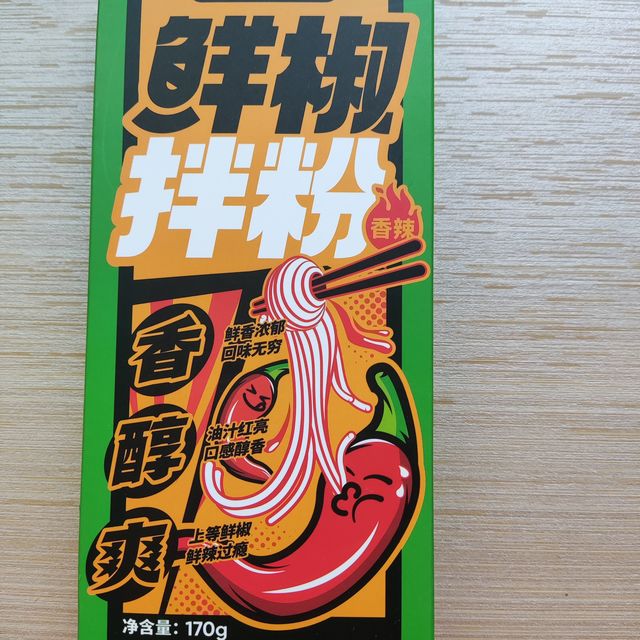 鲜椒
拌粉
香辣
香
鲜香浓郁
回味无穷
醇
油汁红亮
口感醇香
爽
上等鲜椒
鲜辣过瘾
净含量：170g